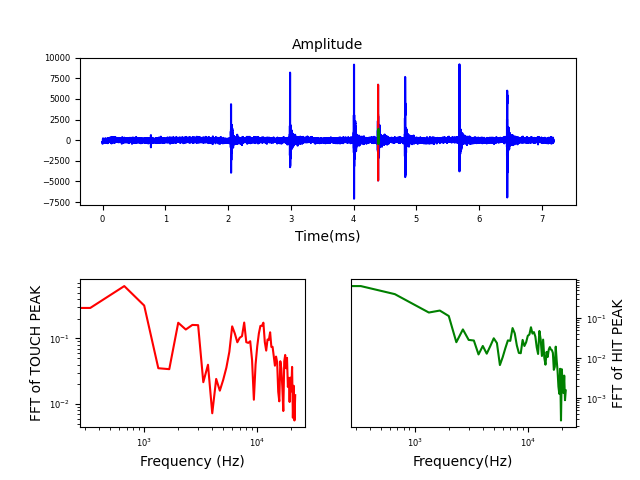 Amplitude
10000
7500
5000
2500
0
−2500
−5000
−7500
0 1 2 3 4 5 6 7
Time(ms)
FFT of TOUCH PEAK
10⁻¹
10⁻²
10³ 10⁴
Frequency (Hz)
10⁻¹
10⁻²
10⁻³
FFT of HIT PEAK
10³ 10⁴
Frequency(Hz)